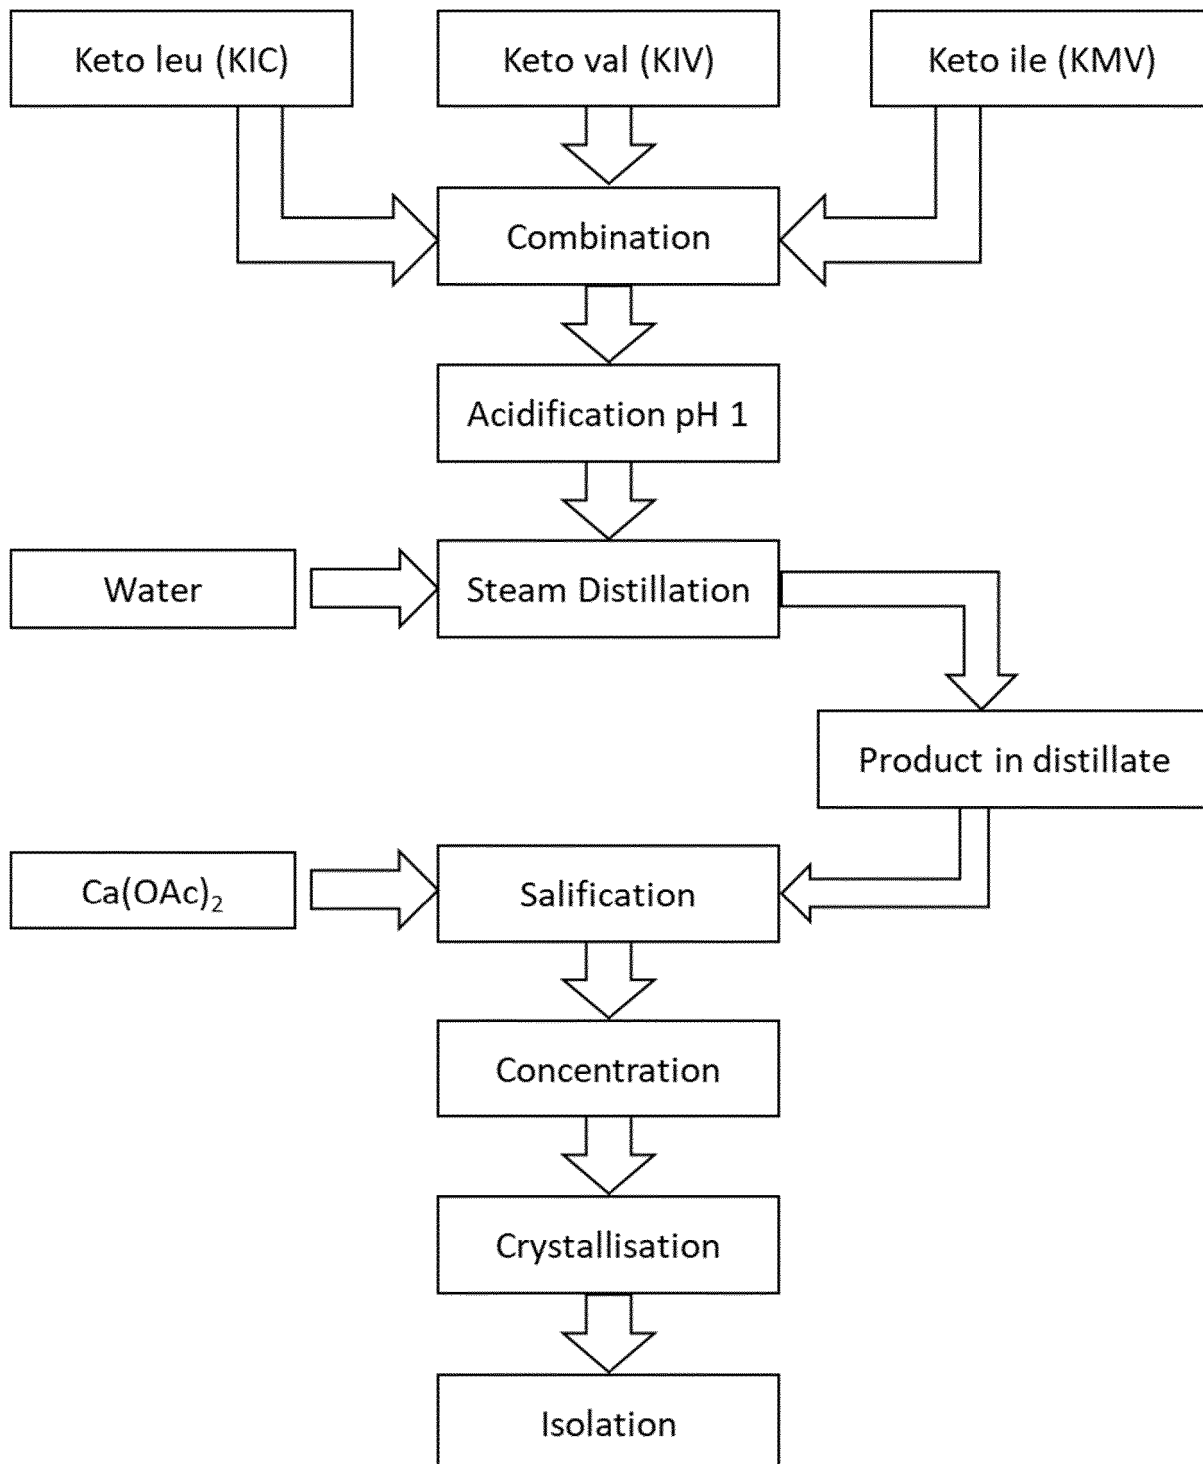 Keto leu (KIC)
Keto val (KIV)
Keto ile (KMV)
Combination
Acidification pH 1
Water
Steam Distillation
Product in distillate
Ca(OAc)₂
Salification
Concentration
Crystallisation
Isolation